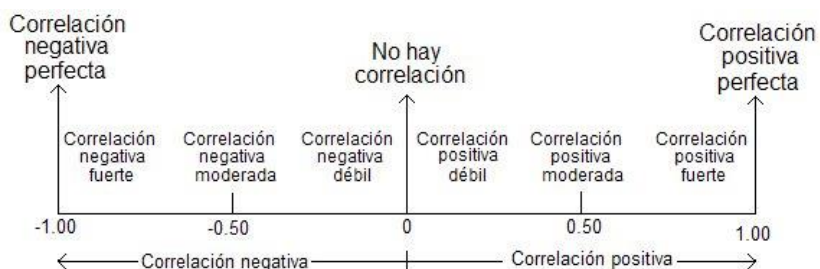 Correlación
negativa
perfecta
No hay
correlación
Correlación
positiva
perfecta
Correlación
negativa
fuerte
Correlación
negativa
moderada
Correlación
negativa
débil
Correlación
positiva
débil
Correlación
positiva
moderada
Correlación
positiva
fuerte
-1.00
-0.50
0
0.50
1.00
Correlación negativa
Correlación positiva